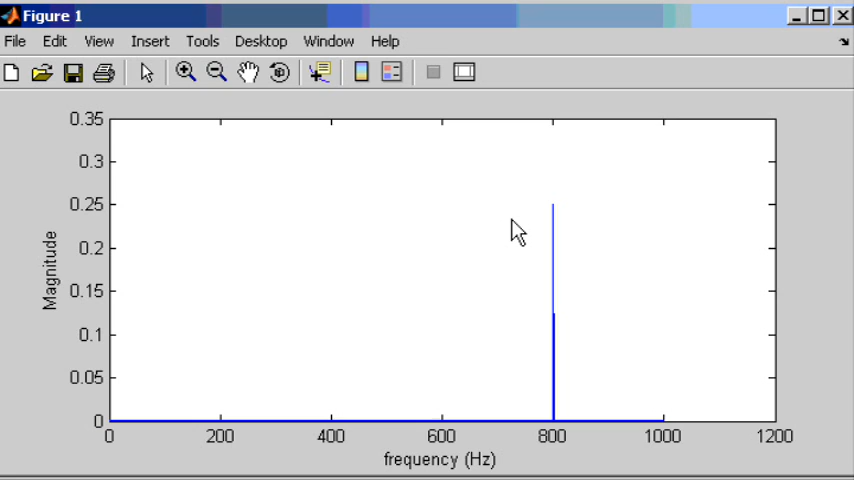 Figure 1
File Edit View Insert Tools Desktop Window Help
0.35
0.3
0.25
0.2
0.15
0.1
0.05
0
Magnitude
0 200 400 600 800 1000 1200
frequency (Hz)